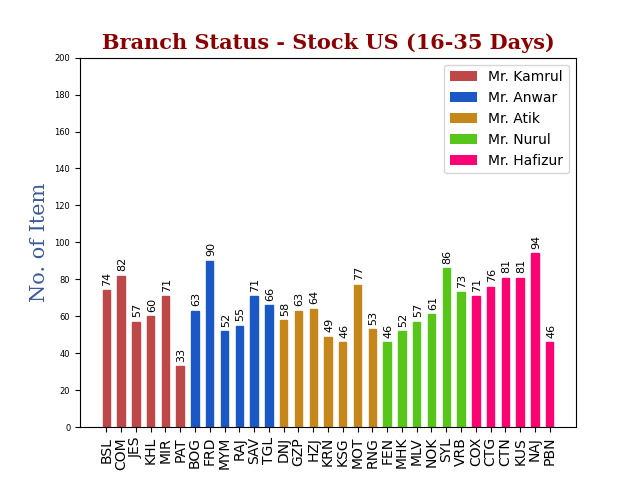 Branch Status - Stock US (16-35 Days)
No. of Item
200
180
160
140
120
100
80
60
40
20
0
Mr. Kamrul
Mr. Anwar
Mr. Atik
Mr. Nurul
Mr. Hafizur
74 82 57 60 71 33 63 90 52 55 71 66 58 63 64 49 46 77 53 46 52 57 61 86 73 71 76 81 81 94 46
BSL COM JES KHL MIR PAT BOG FRD MYM RAJ SAV TGL DNJ GZP HZJ KRN KSG MOT RNG FEN MHK MLV NOK SYL VRB COX CTG CTN KUS NAJ PBN